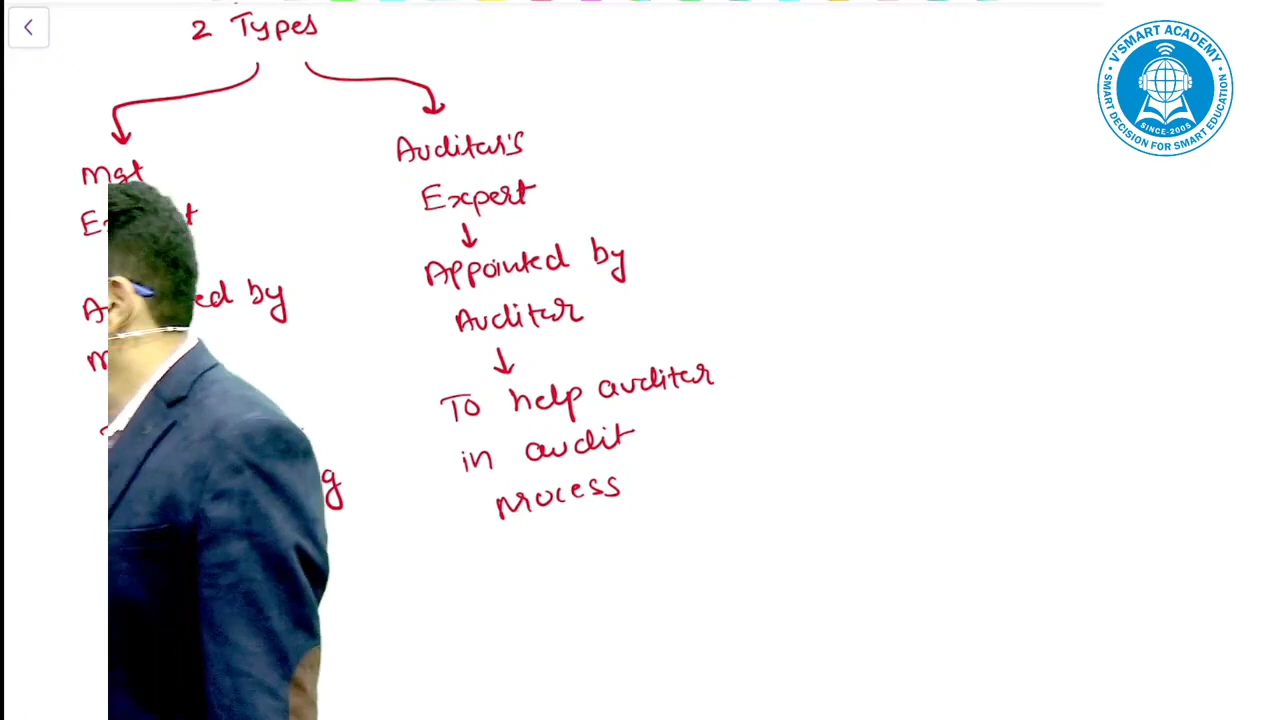 2 Types
Mgt
Auditor's
Expert
Appointed by
Auditor
To help auditor
in audit
process
by
V'SMART ACADEMY
SINCE-2005
SMART DECISION FOR SMART EDUCATION